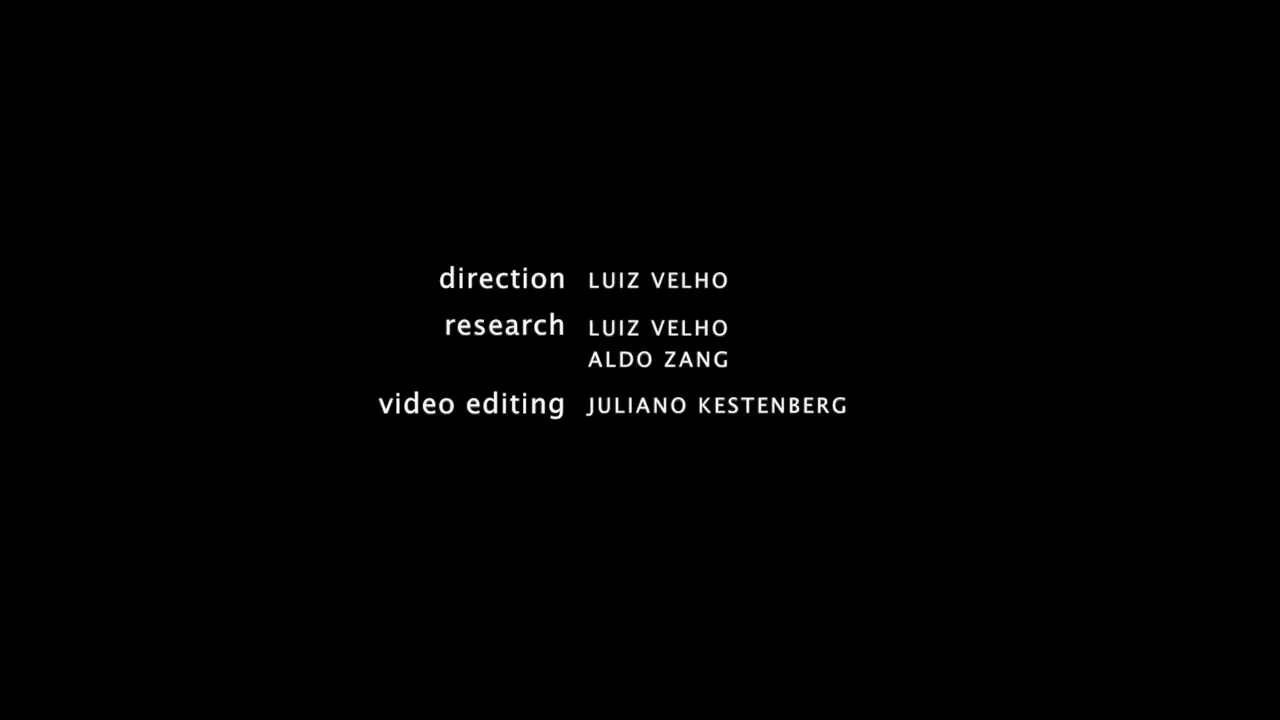 direction LUIZ VELHO
research LUIZ VELHO
ALDO ZANG
video editing JULIANO KESTENBERG